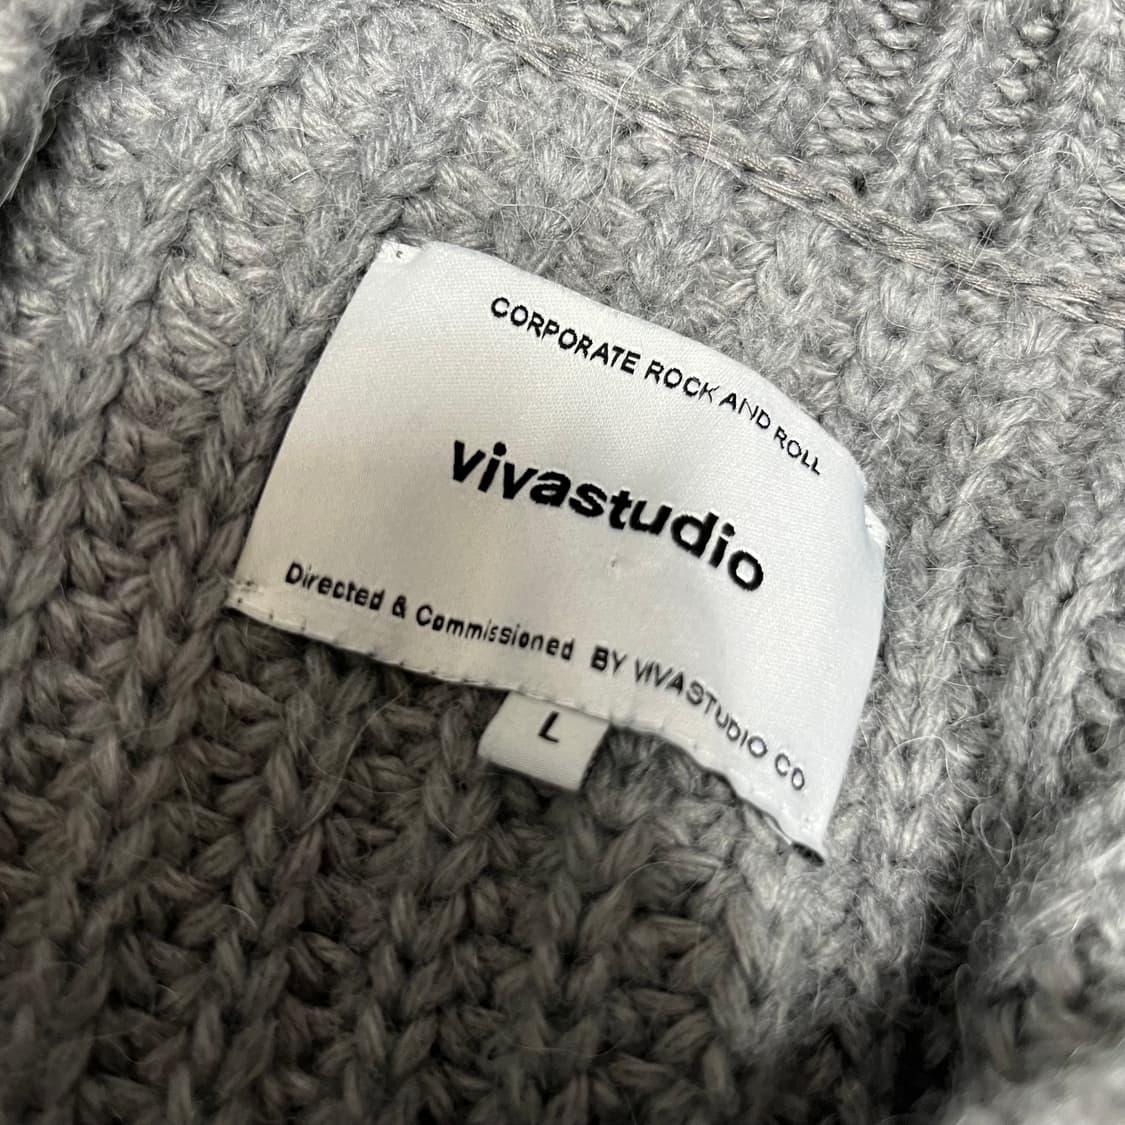 CORPORATE ROCK AND ROLL
vivastudio
Directed & Commissioned BY VIVASTUDIO CO
L